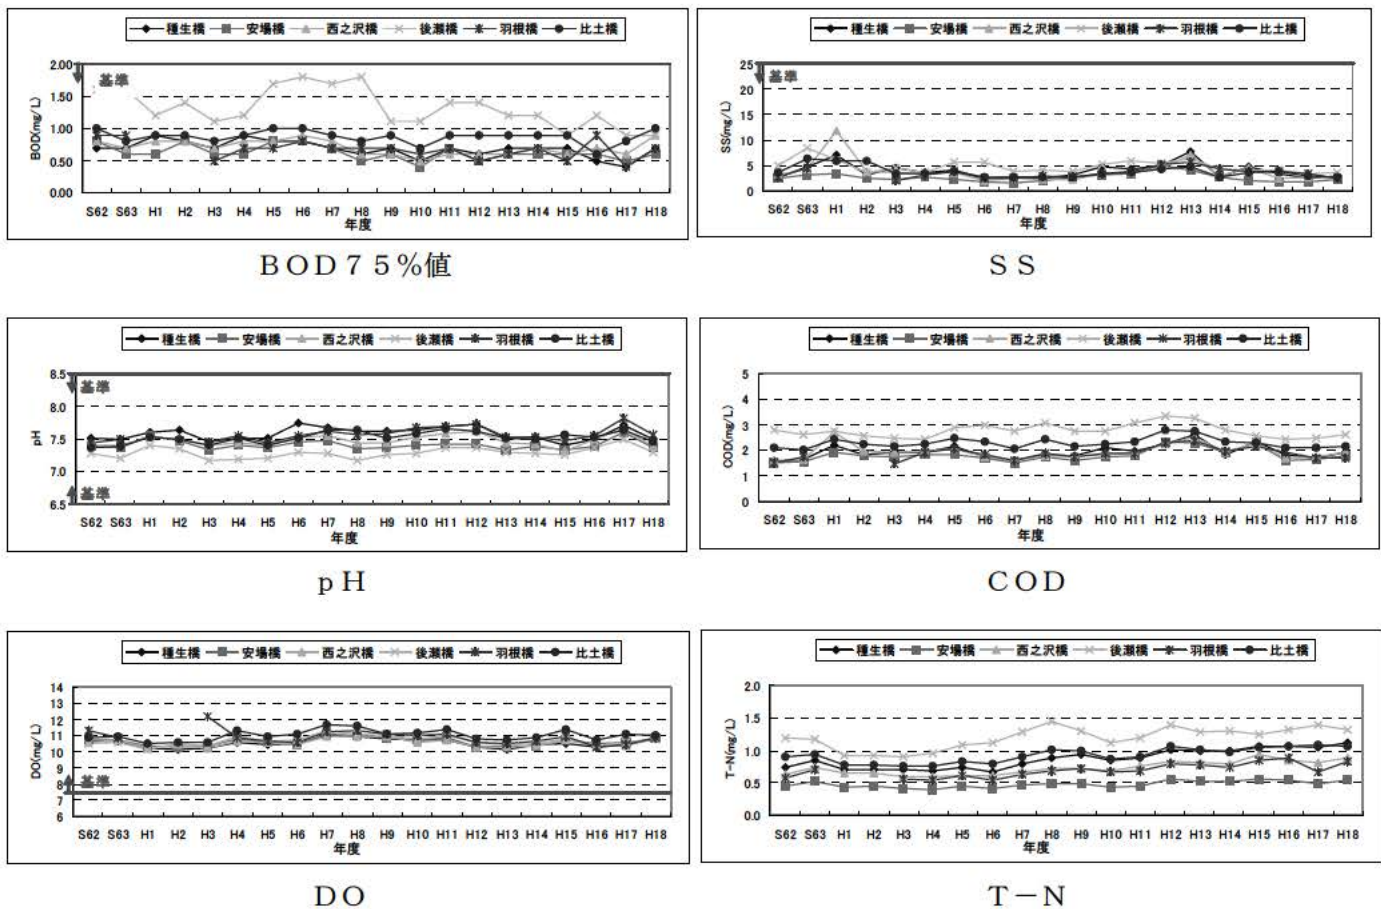 種生橋 安場橋 西之沢橋 後瀬橋 羽根橋 比土橋
2.00
1.50
1.00
0.50
0.00
BOD(mg/L)
基準
S62 S63 H1 H2 H3 H4 H5 H6 H7 H8 H9 H10 H11 H12 H13 H14 H15 H16 H17 H18
年度
BOD75%値
種生橋 安場橋 西之沢橋 後瀬橋 羽根橋 比土橋
25
20
15
10
5
0
SS(mg/L)
基準
S62 S63 H1 H2 H3 H4 H5 H6 H7 H8 H9 H10 H11 H12 H13 H14 H15 H16 H17 H18
年度
SS
種生橋 安場橋 西之沢橋 後瀬橋 羽根橋 比土橋
8.5
8.0
7.5
7.0
6.5
pH
基準
基準
S62 S63 H1 H2 H3 H4 H5 H6 H7 H8 H9 H10 H11 H12 H13 H14 H15 H16 H17 H18
年度
pH
種生橋 安場橋 西之沢橋 後瀬橋 羽根橋 比土橋
5
4
3
2
1
0
COD(mg/L)
S62 S63 H1 H2 H3 H4 H5 H6 H7 H8 H9 H10 H11 H12 H13 H14 H15 H16 H17 H18
年度
COD
種生橋 安場橋 西之沢橋 後瀬橋 羽根橋 比土橋
14
13
12
11
10
9
8
7
6
DO(mg/L)
基準
S62 S63 H1 H2 H3 H4 H5 H6 H7 H8 H9 H10 H11 H12 H13 H14 H15 H16 H17 H18
年度
DO
種生橋 安場橋 西之沢橋 後瀬橋 羽根橋 比土橋
2.0
1.5
1.0
0.5
0.0
T-N(mg/L)
S62 S63 H1 H2 H3 H4 H5 H6 H7 H8 H9 H10 H11 H12 H13 H14 H15 H16 H17 H18
年度
T−N